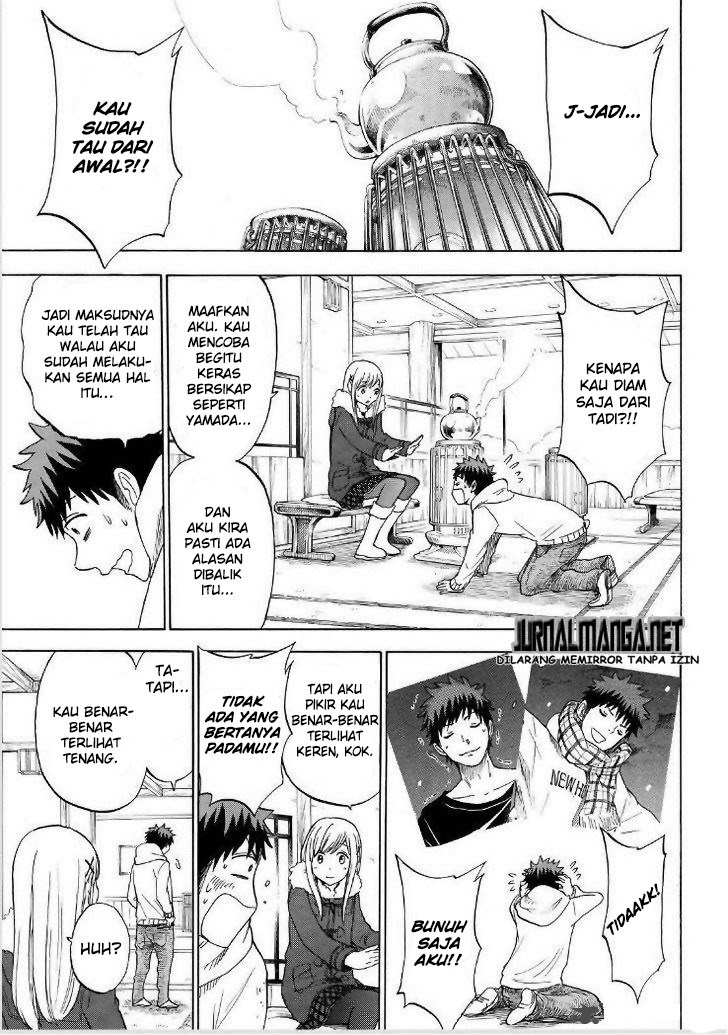 J-JADI...
KAU
SUDAH
TAU DARI
AWAL?!!
KENAPA
KAU DIAM
SAJA DARI
TADI?!!
MAAFKAN
AKU. KAU
MENCOBA
BEGITU
KERAS
BERSIKAP
SEPERTI
YAMADA...
DAN
AKU KIRA
PASTI ADA
ALASAN
DIBALIK
ITU...
JADI MAKSUDNYA
KAU TELAH TAU
WALAU AKU
SUDAH MELAKU-
KAN SEMUA HAL
ITU...
JURNALMANGA.NET
DILARANG MEMIRROR TANPA IZIN
NEW H
TIDAAKK!
BUNUH
SAJA
AKU!!
TAPI AKU
PIKIR KAU
BENAR-BENAR
TERLIHAT
KEREN, KOK.
TIDAK
ADA YANG
BERTANYA
PADAMU!!
TA-
TAPI...
KAU BENAR-
BENAR
TERLIHAT
TENANG.
HUH?